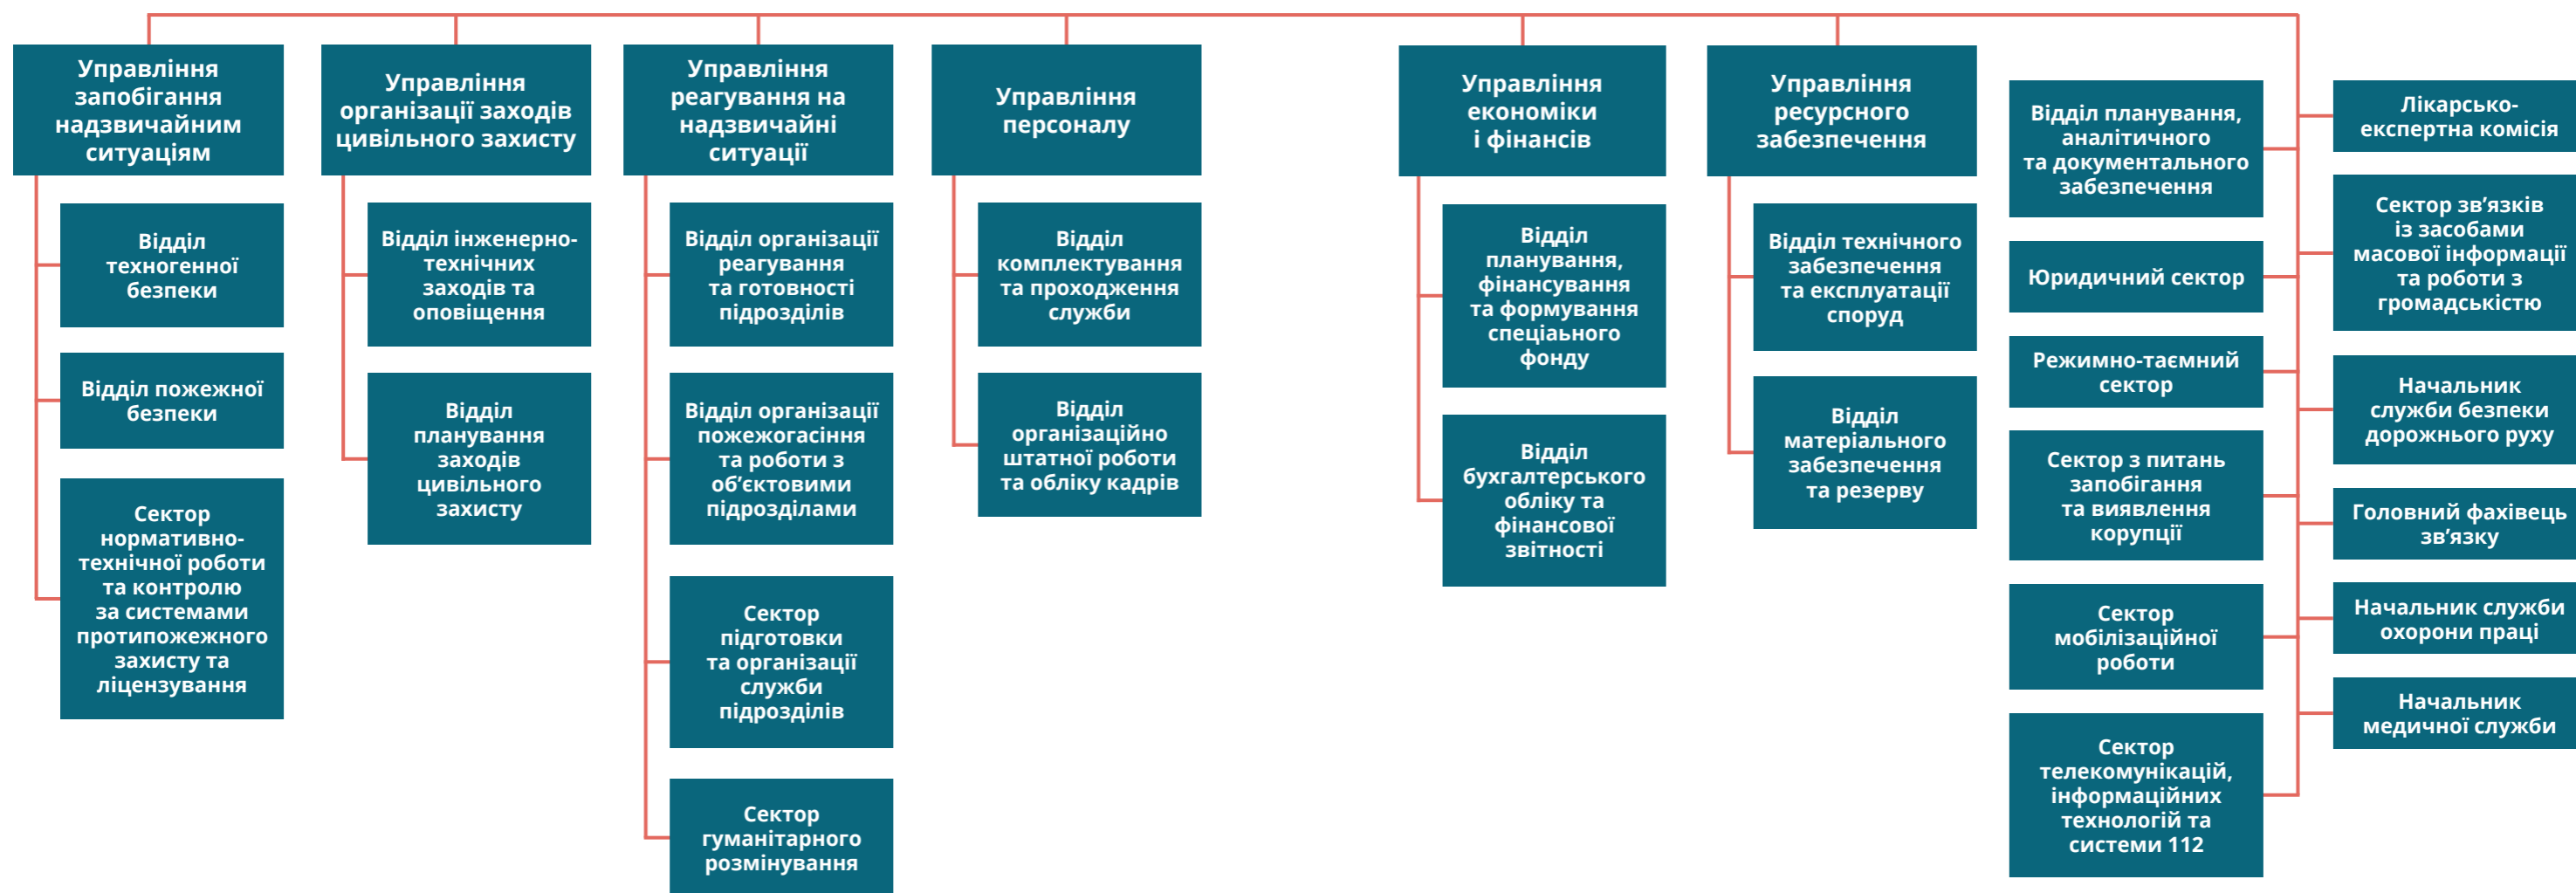 Управління
запобігання
надзвичайним
ситуаціям
Відділ
техногенної
безпеки
Відділ пожежної
безпеки
Сектор
нормативно-
технічної роботи
та контролю
за системами
протипожежного
захисту та
ліцензування
Управління
організації заходів
цивільного захисту
Відділ інженерно-
технічних
заходів та
оповіщення
Відділ
планування
заходів
цивільного
захисту
Управління
реагування на
надзвичайні
ситуації
Відділ організації
реагування
та готовності
підрозділів
Відділ організації
пожежогасіння
та роботи з
об’єктовими
підрозділами
Сектор
підготовки
та організації
служби
підрозділів
Сектор
гуманітарного
розмінування
Управління
персоналу
Відділ
комплектування
та проходження
служби
Відділ
організаційно
штатної роботи
та обліку кадрів
Управління
економіки
і фінансів
Відділ
планування,
фінансування
та формування
спеціаьного
фонду
Відділ
бухгалтерського
обліку та
фінансової
звітності
Управління
ресурсного
забезпечення
Відділ технічного
забезпечення
та експлуатації
споруд
Відділ
матеріального
забезпечення
та резерву
Відділ планування,
аналітичного
та документального
забезпечення
Юридичний сектор
Режимно-таємний
сектор
Сектор з питань
запобігання
та виявлення
корупції
Сектор
мобілізаційної
роботи
Сектор
телекомунікацій,
інформаційних
технологій та
системи 112
Лікарсько-
експертна комісія
Сектор зв’язків
із засобами
масової інформації
та роботи з
громадськістю
Начальник
служби безпеки
дорожнього руху
Головний фахівець
зв’язку
Начальник служби
охорони праці
Начальник
медичної служби